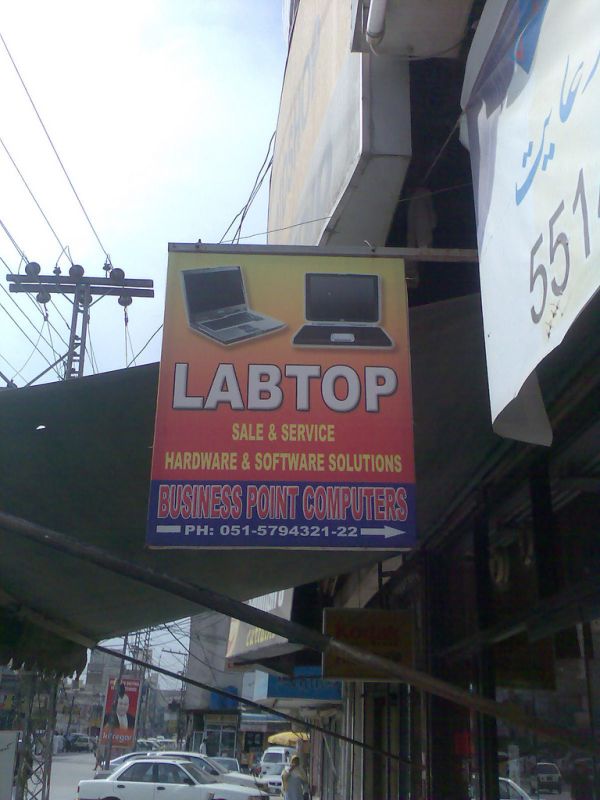 LABTOP
SALE & SERVICE
HARDWARE & SOFTWARE SOLUTIONS
BUSINESS POINT COMPUTERS
PH: 051-5794321-22
551